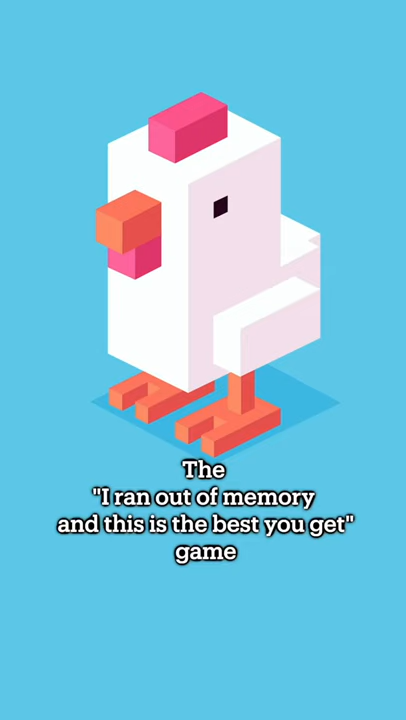 The
"I ran out of memory
and this is the best you get"
game